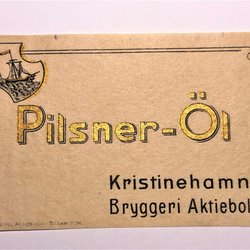 Pilsner-Öl
Kristinehamn
Bryggeri Aktiebol